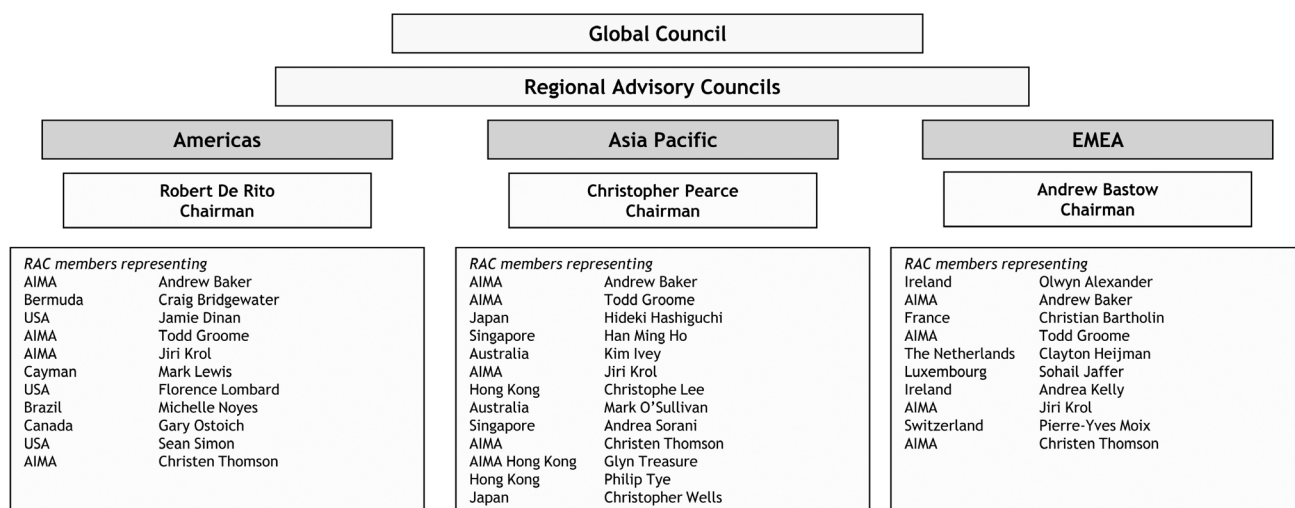 Global Council
Regional Advisory Councils
Americas
Robert De Rito
Chairman
RAC members representing
AIMA Andrew Baker
Bermuda Craig Bridgewater
USA Jamie Dinan
AIMA Todd Groome
AIMA Jiri Krol
Cayman Mark Lewis
USA Florence Lombard
Brazil Michelle Noyes
Canada Gary Ostoich
USA Sean Simon
AIMA Christen Thomson
Asia Pacific
Christopher Pearce
Chairman
RAC members representing
AIMA Andrew Baker
AIMA Todd Groome
Japan Hideki Hashiguchi
Singapore Han Ming Ho
Australia Kim Ivey
AIMA Jiri Krol
Hong Kong Christophe Lee
Australia Mark O’Sullivan
Singapore Andrea Sorani
AIMA Christen Thomson
AIMA Hong Kong Glyn Treasure
Hong Kong Philip Tye
Japan Christopher Wells
EMEA
Andrew Bastow
Chairman
RAC members representing
Ireland Olwyn Alexander
AIMA Andrew Baker
France Christian Bartholin
AIMA Todd Groome
The Netherlands Clayton Heijman
Luxembourg Sohail Jaffer
Ireland Andrea Kelly
AIMA Jiri Krol
Switzerland Pierre-Yves Moix
AIMA Christen Thomson